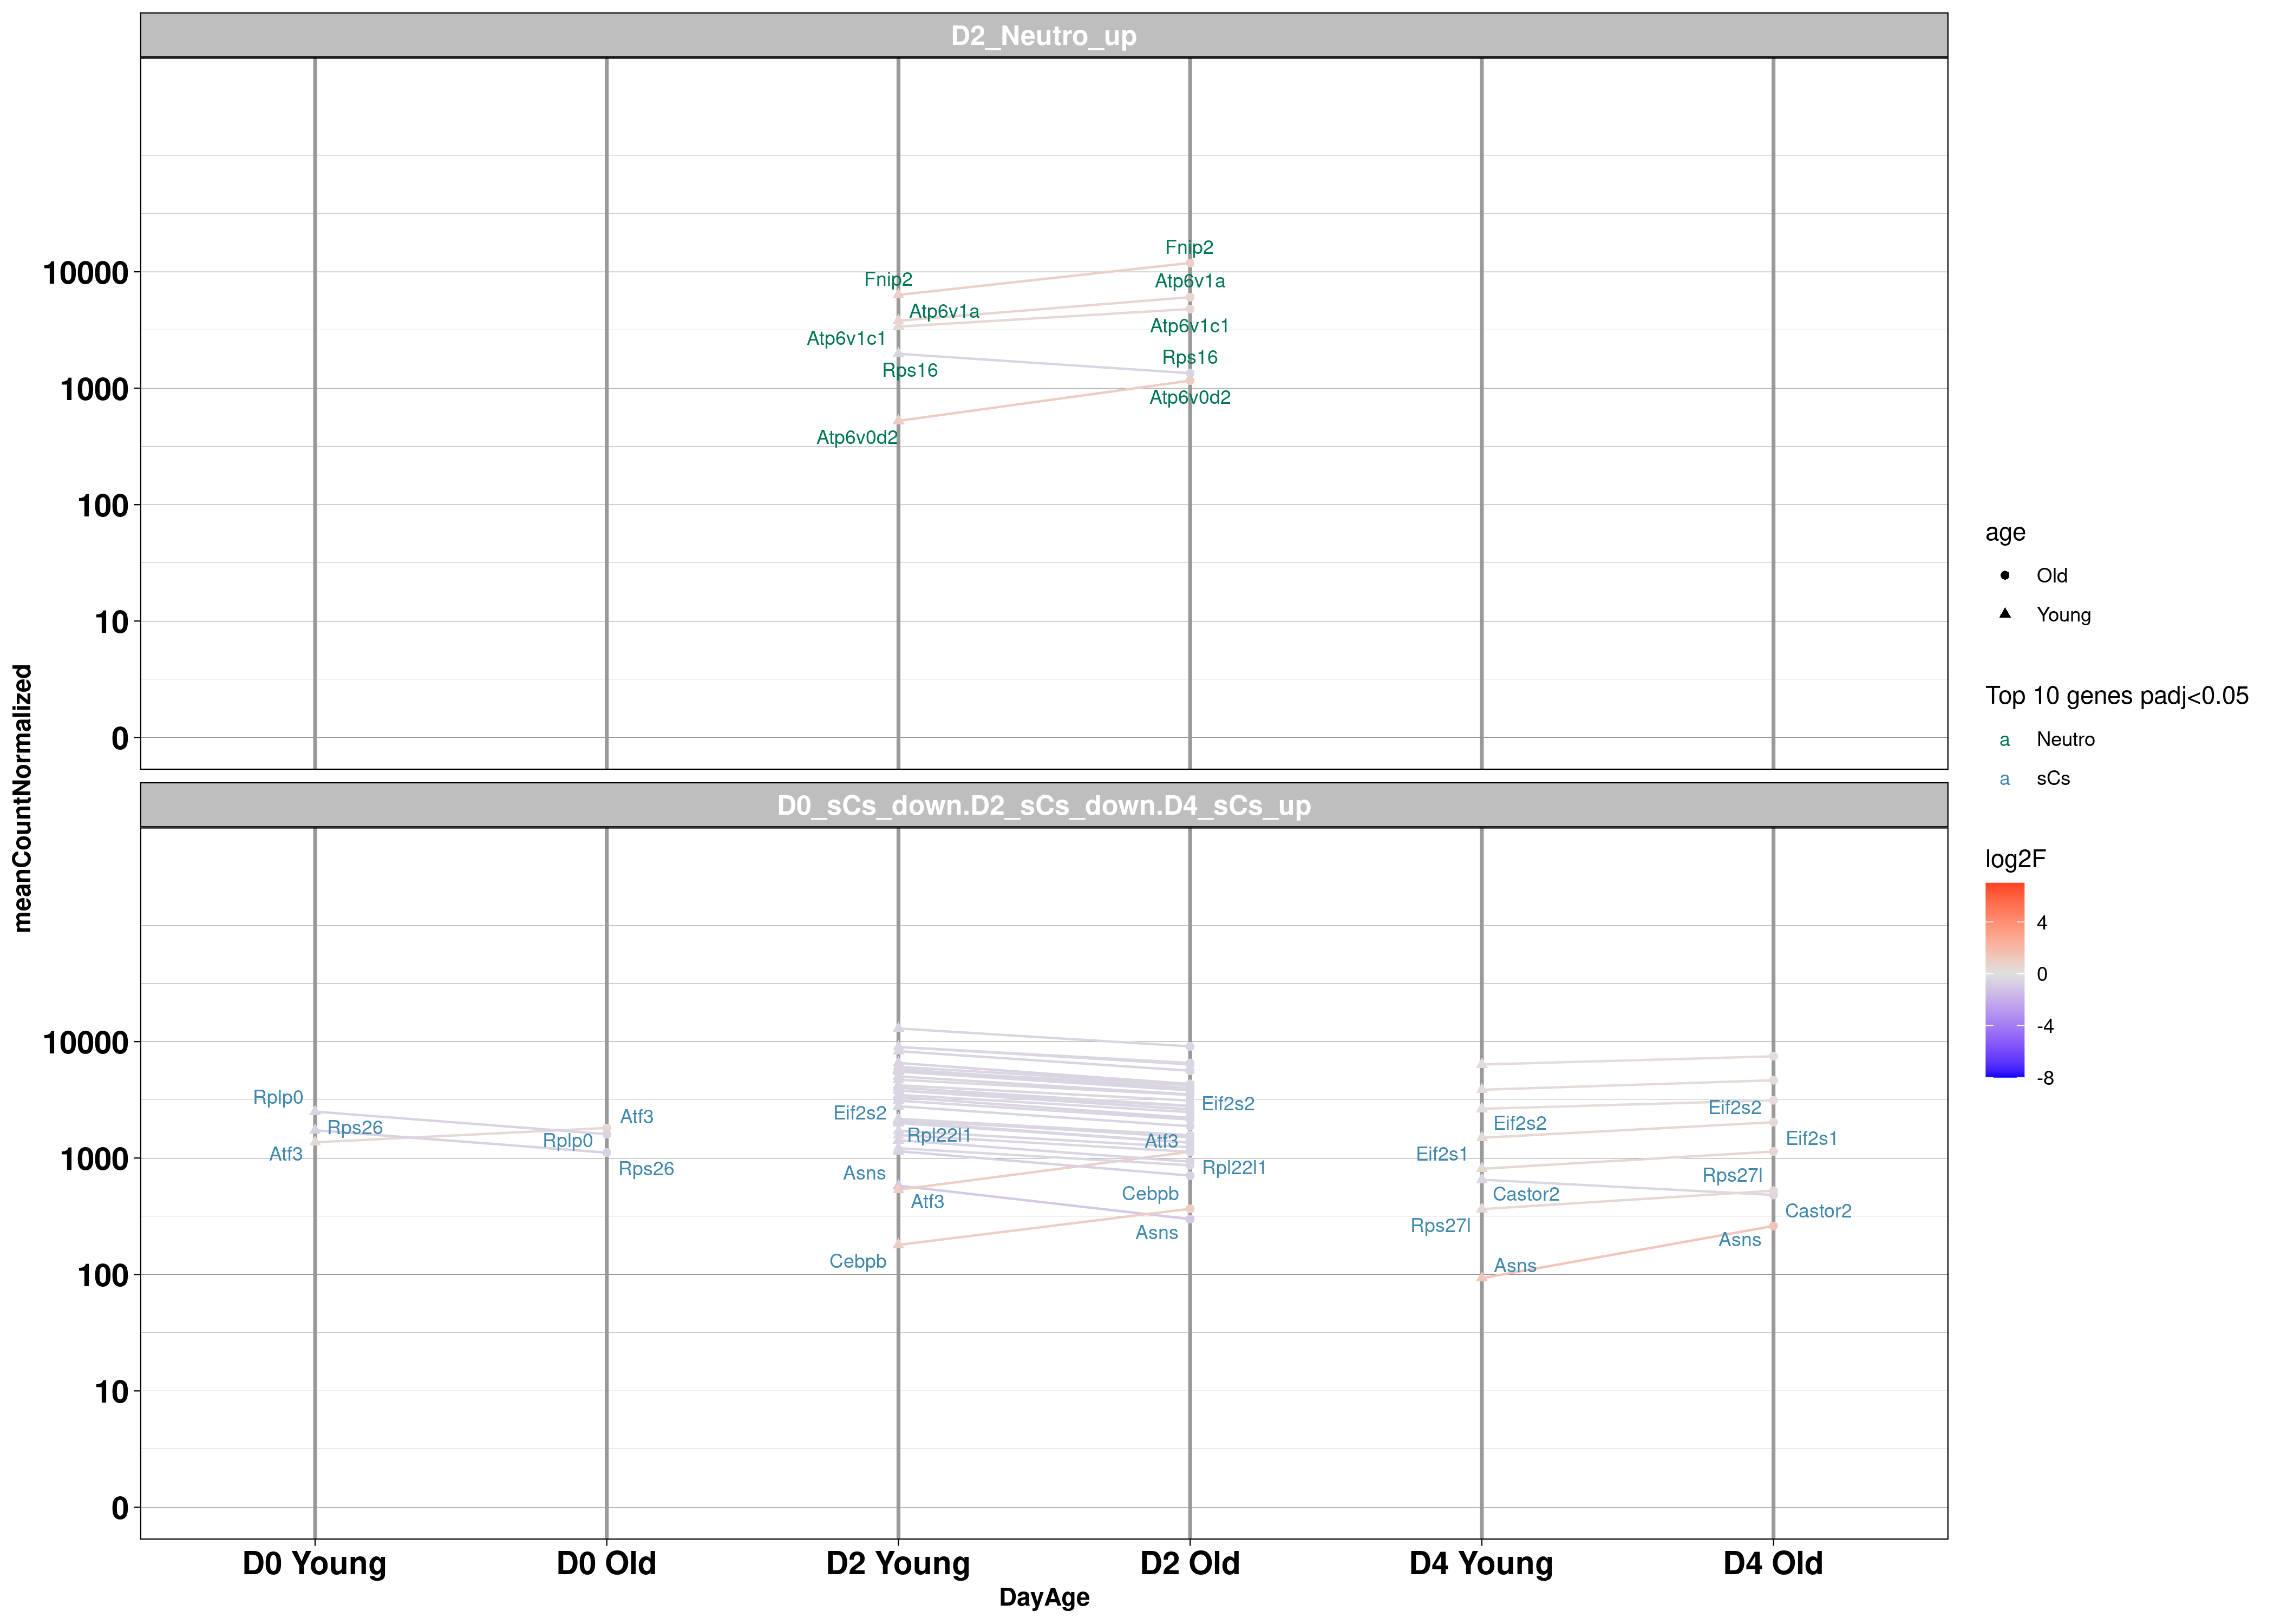 D2_Neutro_up
Fnip2
Fnip2
Atp6v1a
Atp6v1a
Atp6v1c1
Atp6v1c1
Rps16
Rps16
Atp6v0d2
Atp6v0d2
10000
1000
100
10
0
meanCountNormalized
D0_sCs_down.D2_sCs_down.D4_sCs_up
Rplp0
Rps26
Atf3
Atf3
Rplp0
Rps26
Eif2s2
Rpl22l1
Asns
Atf3
Cebpb
Eif2s2
Atf3
Rpl22l1
Cebpb
Asns
Eif2s2
Eif2s1
Castor2
Rps27l
Asns
Eif2s2
Eif2s1
Rps27l
Castor2
Asns
10000
1000
100
10
0
D0 Young
D0 Old
D2 Young
D2 Old
D4 Young
D4 Old
DayAge
age
Old
Young
Top 10 genes padj<0.05
a Neutro
a sCs
log2F
4
0
-4
-8